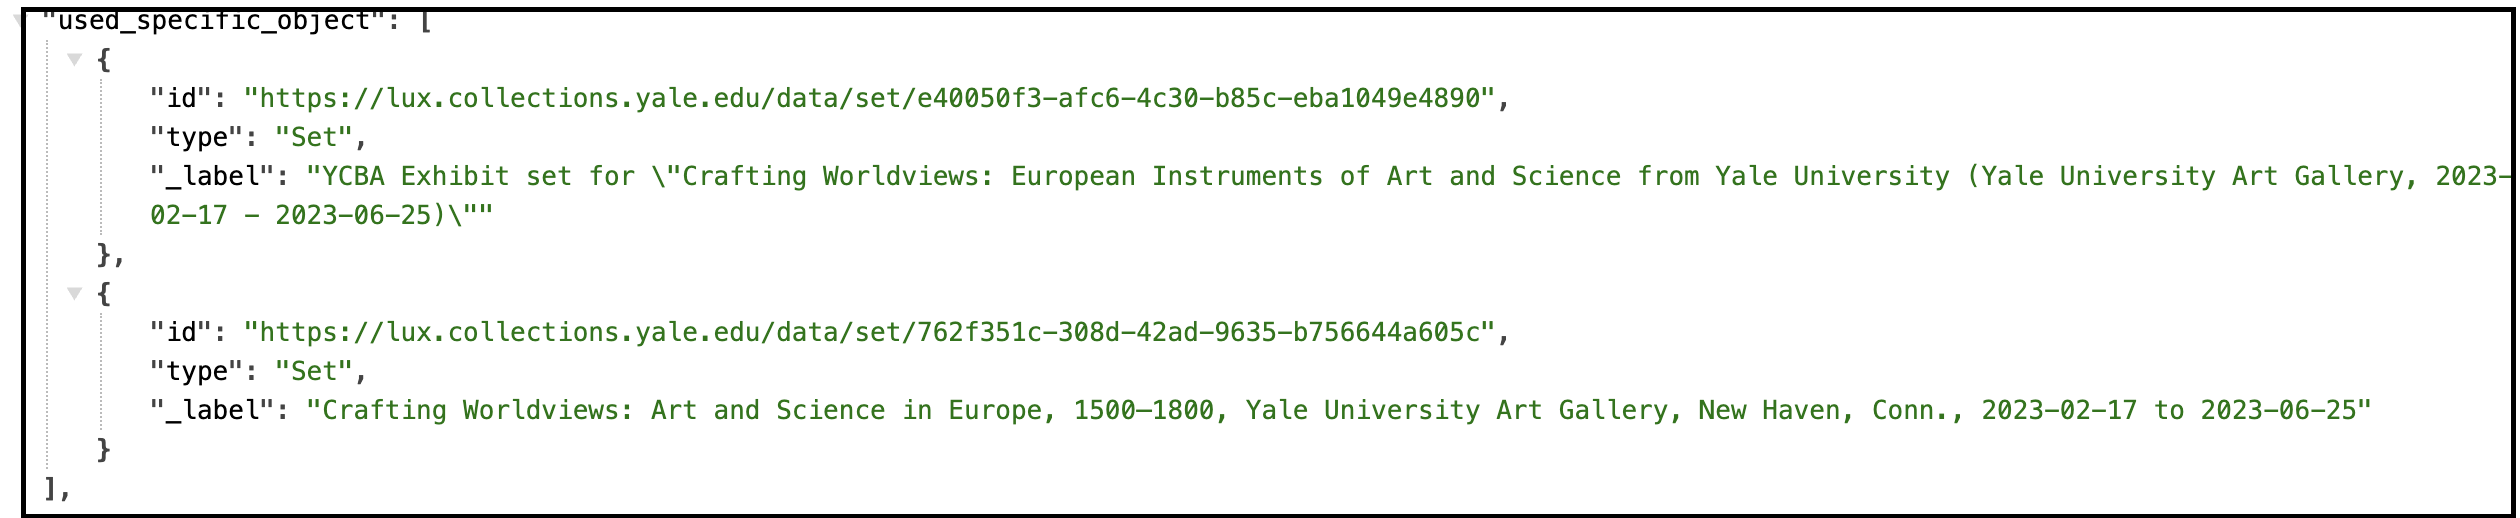 "used_specific_object": [
{
"id": "https://lux.collections.yale.edu/data/set/e40050f3-afc6-4c30-b85c-eba1049e4890",
"type": "Set",
"_label": "YCBA Exhibit set for \"Crafting Worldviews: European Instruments of Art and Science from Yale University (Yale University Art Gallery, 2023-
02-17 - 2023-06-25)\""
},
{
"id": "https://lux.collections.yale.edu/data/set/762f351c-308d-42ad-9635-b756644a605c",
"type": "Set",
"_label": "Crafting Worldviews: Art and Science in Europe, 1500–1800, Yale University Art Gallery, New Haven, Conn., 2023-02-17 to 2023-06-25"
}
],